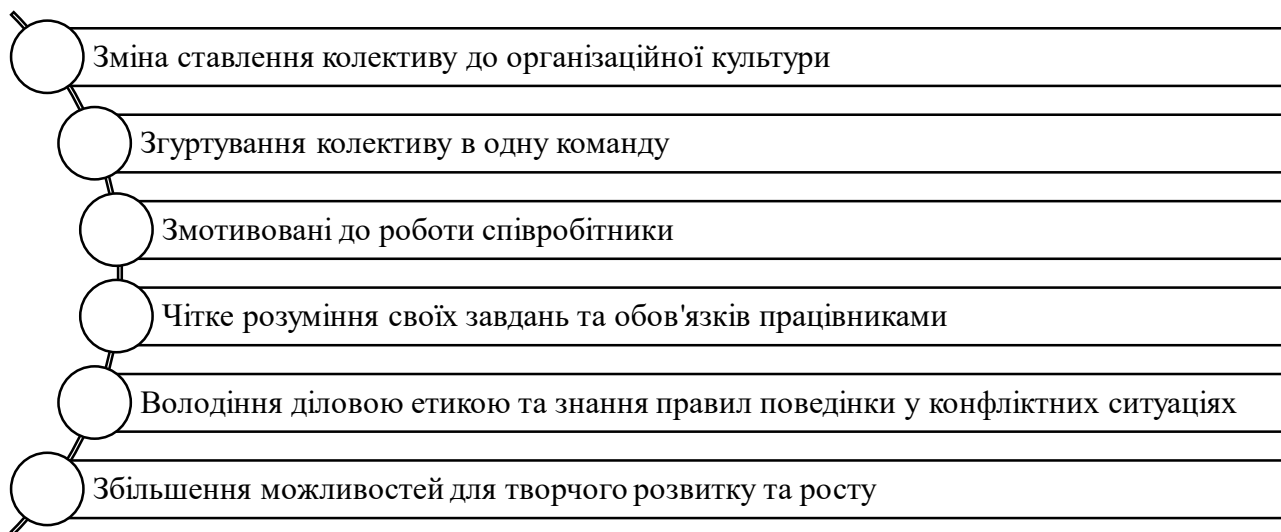 Зміна ставлення колективу до організаційної культури
Згуртування колективу в одну команду
Змотивовані до роботи співробітники
Чітке розуміння своїх завдань та обов'язків працівниками
Володіння діловою етикою та знання правил поведінки у конфліктних ситуаціях
Збільшення можливостей для творчого розвитку та росту